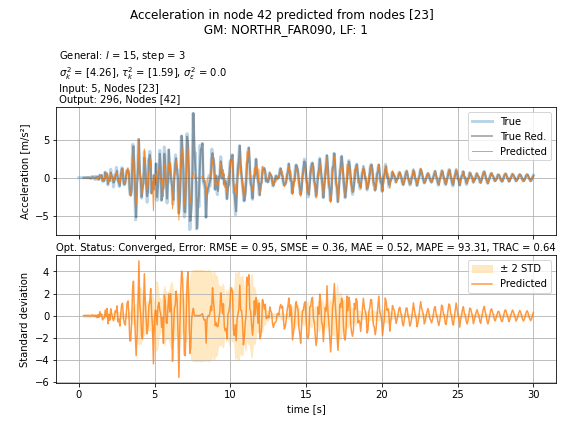 Acceleration in node 42 predicted from nodes [23]
GM: NORTHR_FAR090, LF: 1
General: l = 15, step = 3
σ²ₖ = [4.26], τ²ₖ = [1.59], σ²ₑ = 0.0
Input: 5, Nodes [23]
Output: 296, Nodes [42]
Acceleration [m/s²]
5
0
−5
True
True Red.
Predicted
Opt. Status: Converged, Error: RMSE = 0.95, SMSE = 0.36, MAE = 0.52, MAPE = 93.31, TRAC = 0.64
Standard deviation
4
2
0
−2
−4
−6
± 2 STD
Predicted
0 5 10 15 20 25 30
time [s]